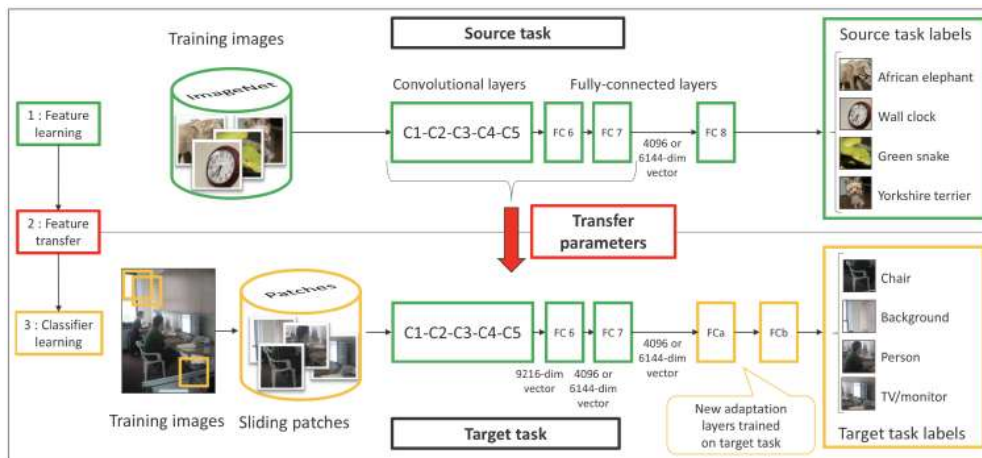 Source task
Training images
Source task labels
ImageNet
Convolutional layers
Fully-connected layers
1 : Feature
learning
C1-C2-C3-C4-C5
FC 6
FC 7
FC 8
4096 or
6144-dim
vector
African elephant
Wall clock
Green snake
Yorkshire terrier
2 : Feature
transfer
Transfer
parameters
3 : Classifier
learning
Patches
C1-C2-C3-C4-C5
FC 6
FC 7
FCa
FCb
9216-dim
vector
4096 or
6144-dim
vector
4096 or
6144-dim
vector
Chair
Background
Person
TV/monitor
New adaptation
layers trained
on target task
Training images
Sliding patches
Target task
Target task labels